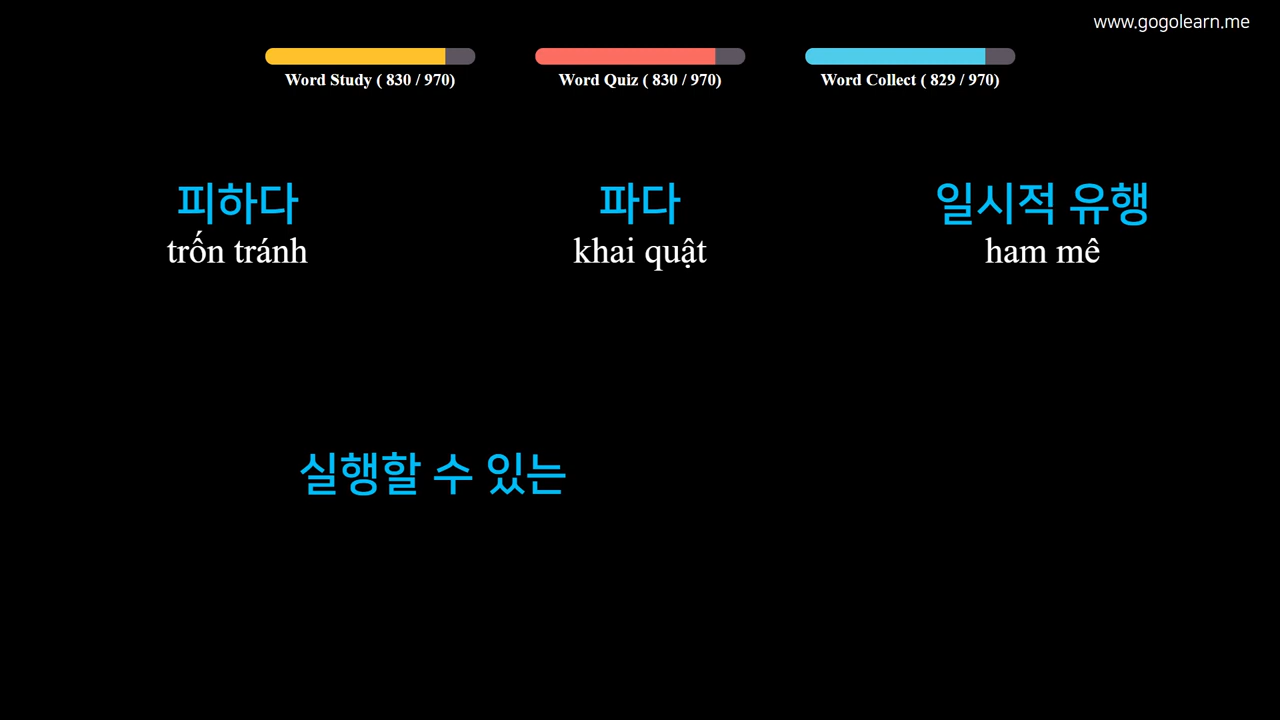 www.gogolearn.me
Word Study ( 830 / 970)
Word Quiz ( 830 / 970)
Word Collect ( 829 / 970)
피하다
trốn tránh
파다
khai quật
일시적 유행
ham mê
실행할 수 있는